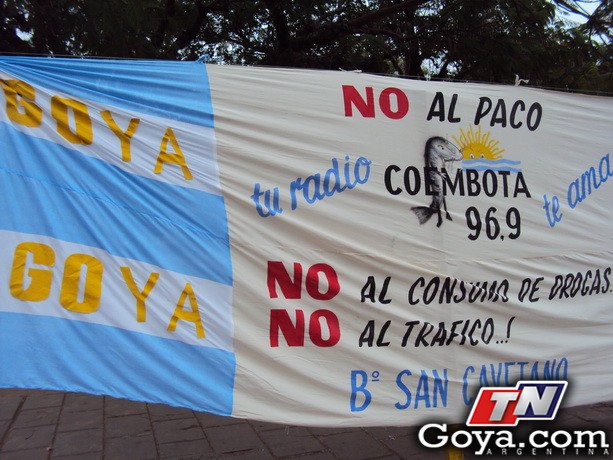 GOYA
GOYA
NO AL PACO
tu radio COEMBOTA te ama
96.9
NO AL CONSUMO DE DROGAS.
NO AL TRAFICO..!
Bº SAN CAYETANO
TN
Goya.com
ARGENTINA